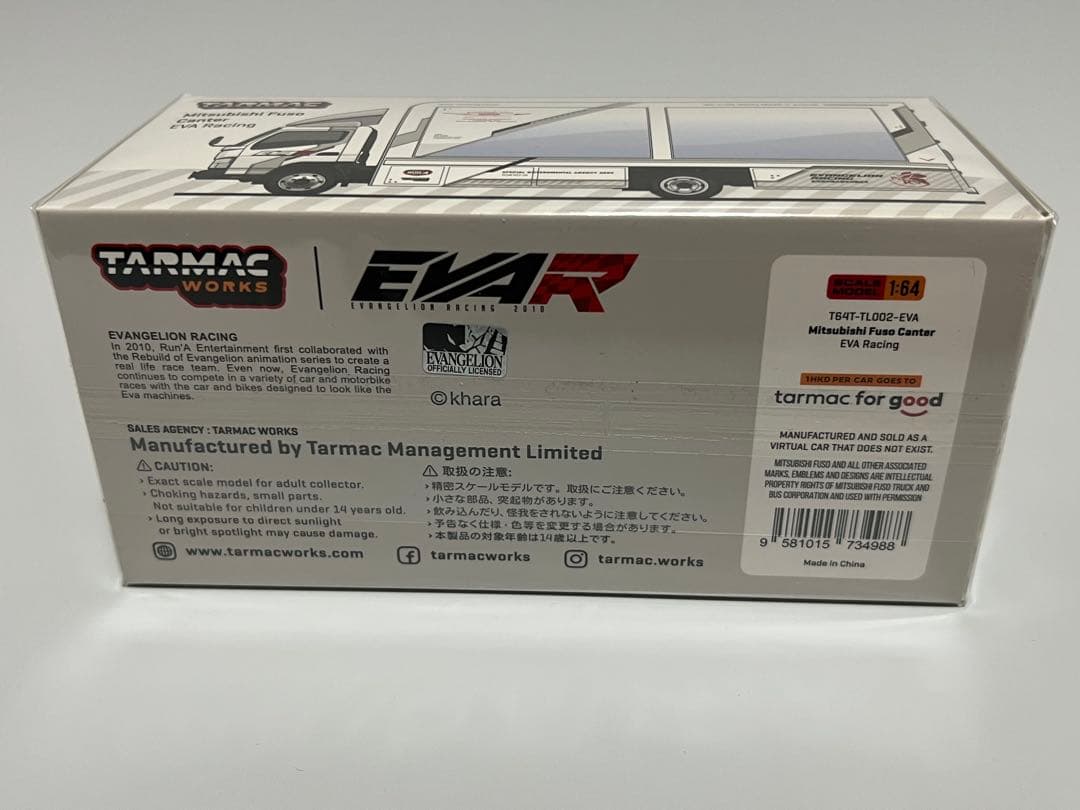 TARMAC
Mitsubishi Fuso
Canter
EVA Racing
EVANGELION
RACING
TARMAC
WORKS
EVAR
EVANGELION RACING 2010
EVANGELION RACING
In 2010, Run'A Entertainment first collaborated with
the Rebuild of Evangelion animation series to create a
real life race team. Even now, Evangelion Racing
continues to compete in a variety of car and motorbike
races with the car and bikes designed to look like the
Eva machines.
EVANGELION
OFFICIALLY LICENSED
©khara
SALES AGENCY : TARMAC WORKS
Manufactured by Tarmac Management Limited
CAUTION:
› Exact scale model for adult collector.
› Choking hazards, small parts.
Not suitable for children under 14 years old.
› Long exposure to direct sunlight
or bright spotlight may cause damage.
取扱の注意:
›精密スケールモデルです。取扱にご注意ください。
›小さな部品、突起物があります。
›飲み込んだり、怪我をされないように注意してください。
›予告なく仕様・色等を変更する場合があります。
›本製品の対象年齢は14歳以上です。
www.tarmacworks.com
tarmacworks
tarmac.works
SCALE
MODEL 1:64
T64T-TL002-EVA
Mitsubishi Fuso Canter
EVA Racing
1HKD PER CAR GOES TO
tarmac for good
MANUFACTURED AND SOLD AS A
VIRTUAL CAR THAT DOES NOT EXIST.
MITSUBISHI FUSO AND ALL OTHER ASSOCIATED
MARKS, EMBLEMS AND DESIGNS ARE INTELLECTUAL
PROPERTY RIGHTS OF MITSUBISHI FUSO TRUCK AND
BUS CORPORATION AND USED WITH PERMISSION
9 581015 734988
Made in China